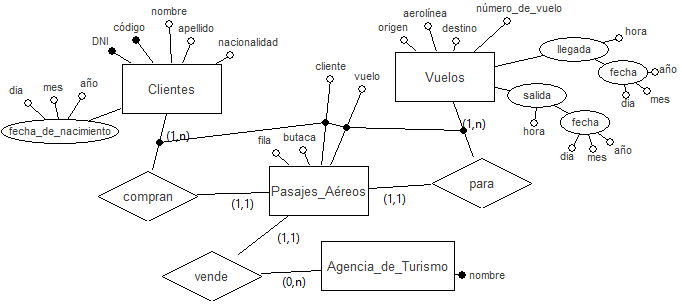 nombre
código
apellido
DNI
nacionalidad
Clientes
dia
mes
año
fecha_de_nacimiento
(1,n)
compran
(1,1)
cliente
vuelo
fila
butaca
Pasajes_Aéreos
(1,1)
(1,1)
vende
(0,n)
Agencia_de_Turismo
nombre
aerolínea
número_de_vuelo
origen
destino
Vuelos
(1,n)
para
llegada
hora
fecha
año
dia
mes
salida
hora
fecha
dia
mes
año